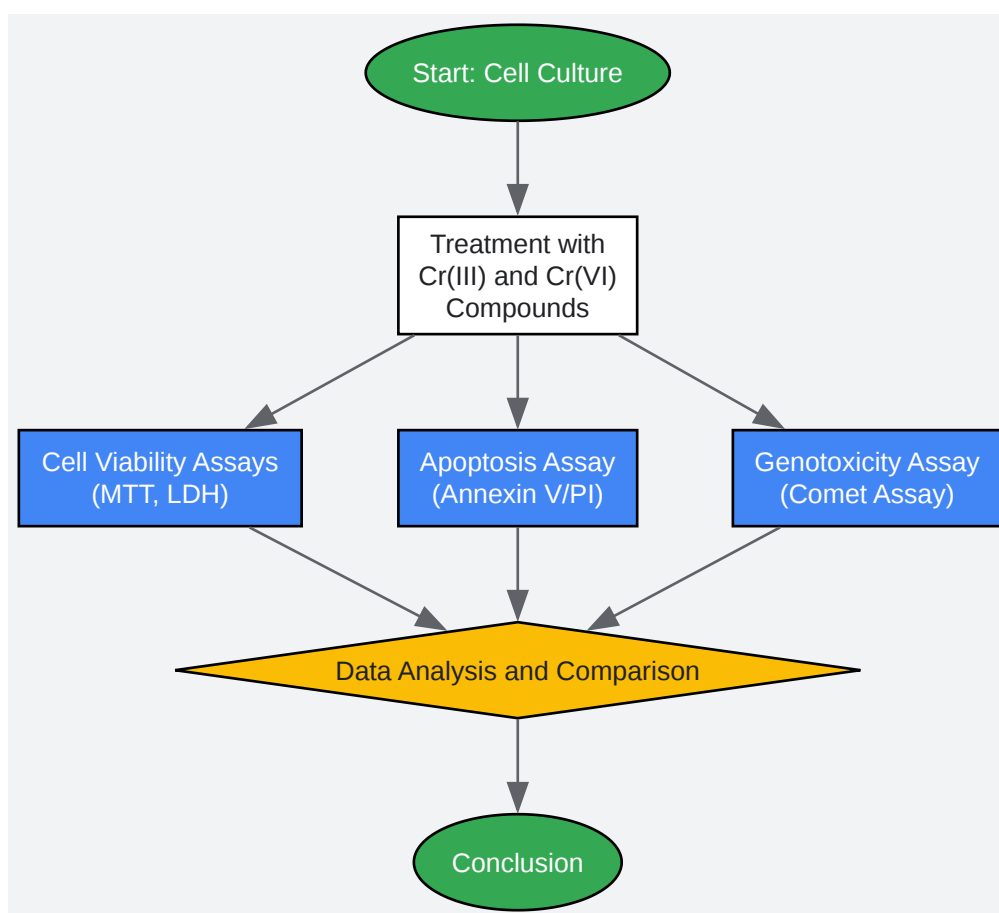 Start: Cell Culture
Treatment with
Cr(III) and Cr(VI)
Compounds
Cell Viability Assays
(MTT, LDH)
Apoptosis Assay
(Annexin V/PI)
Genotoxicity Assay
(Comet Assay)
Data Analysis and Comparison
Conclusion